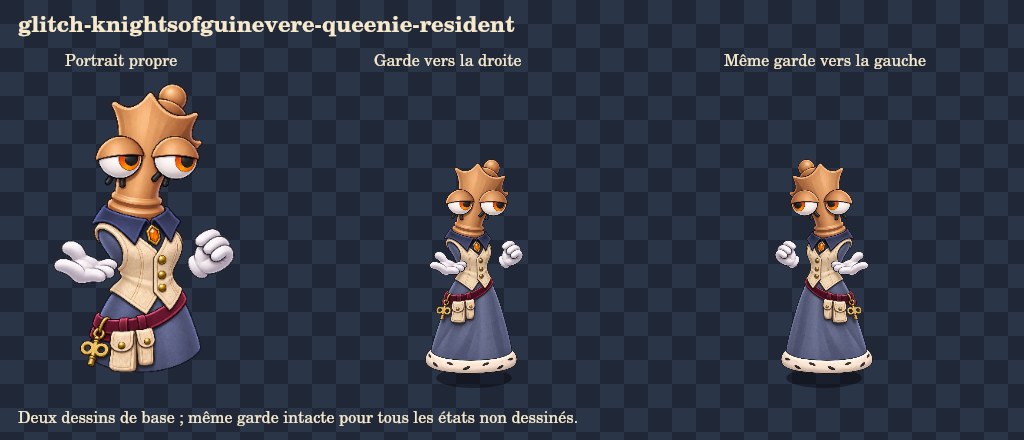 glitch-knightsofguinevere-queenie-resident
Portrait propre
Garde vers la droite
Même garde vers la gauche
Deux dessins de base ; même garde intacte pour tous les états non dessinés.